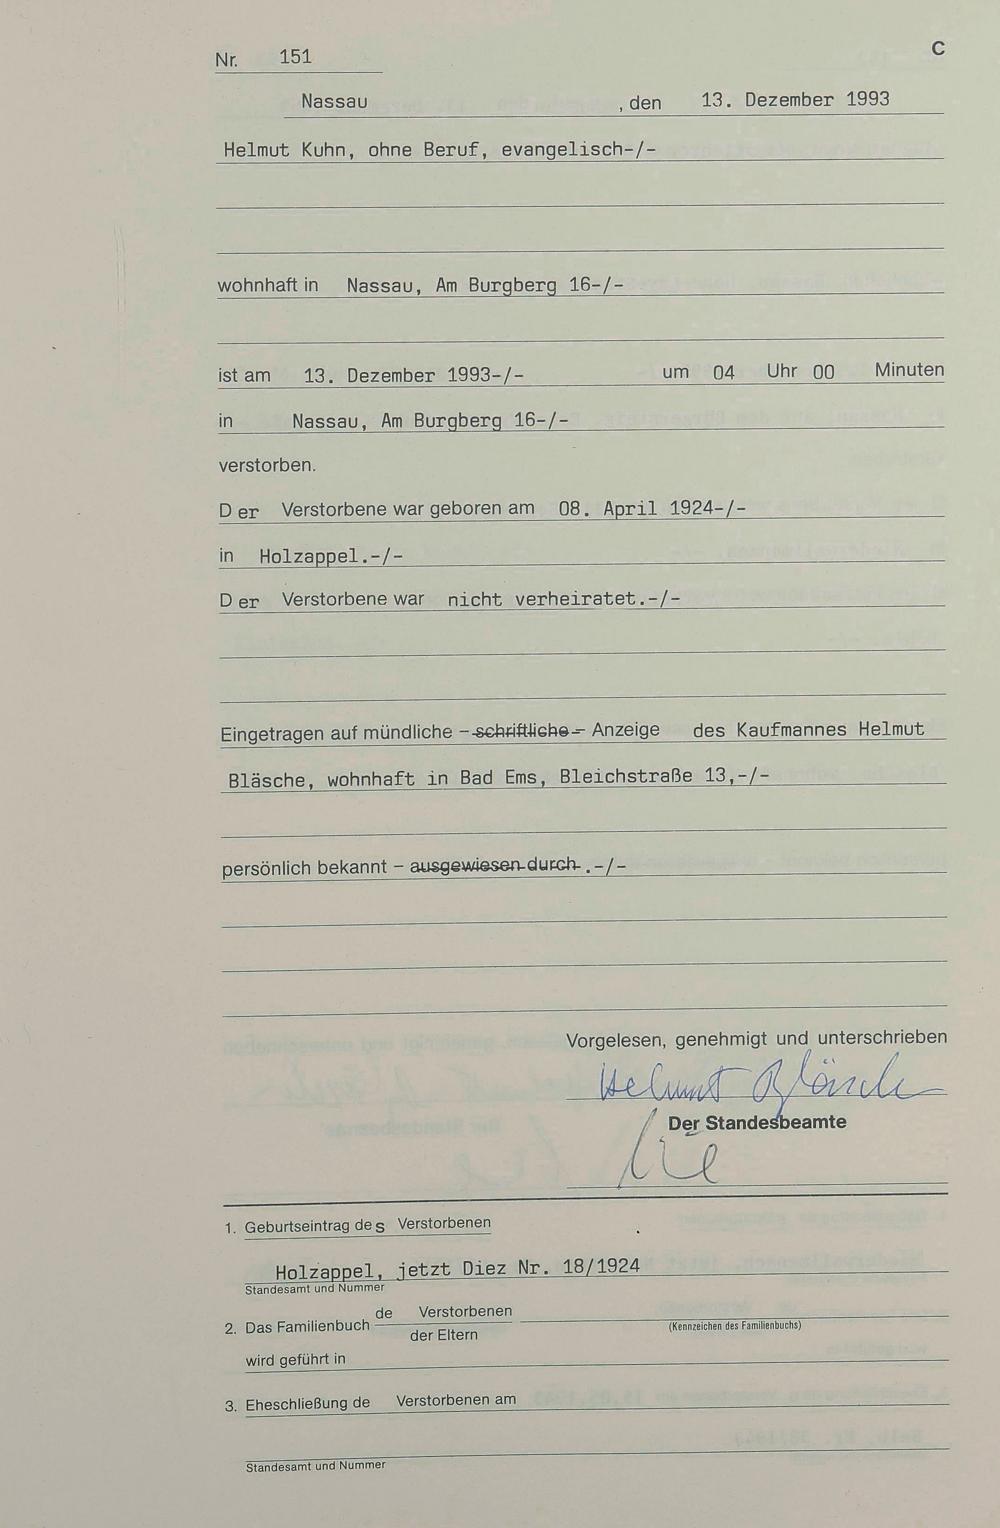 Nr. 151
C
Nassau, den 13. Dezember 1993
Helmut Kuhn, ohne Beruf, evangelisch-/-
wohnhaft in Nassau, Am Burgberg 16-/-
ist am 13. Dezember 1993-/- um 04 Uhr 00 Minuten
in Nassau, Am Burgberg 16-/-
verstorben.
Der Verstorbene war geboren am 08. April 1924-/-
in Holzappel.-/-
Der Verstorbene war nicht verheiratet.-/-
Eingetragen auf mündliche – schriftliche – Anzeige des Kaufmannes Helmut
Bläsche, wohnhaft in Bad Ems, Bleichstraße 13,-/-
persönlich bekannt – ausgewiesen durch .-/-
Vorgelesen, genehmigt und unterschrieben
Helmut Bläsche
Der Standesbeamte
1. Geburtseintrag des Verstorbenen
Holzappel, jetzt Diez Nr. 18/1924
Standesamt und Nummer
2. Das Familienbuch de Verstorbenen
der Eltern
(Kennzeichen des Familienbuchs)
wird geführt in
3. Eheschließung de Verstorbenen am
Standesamt und Nummer